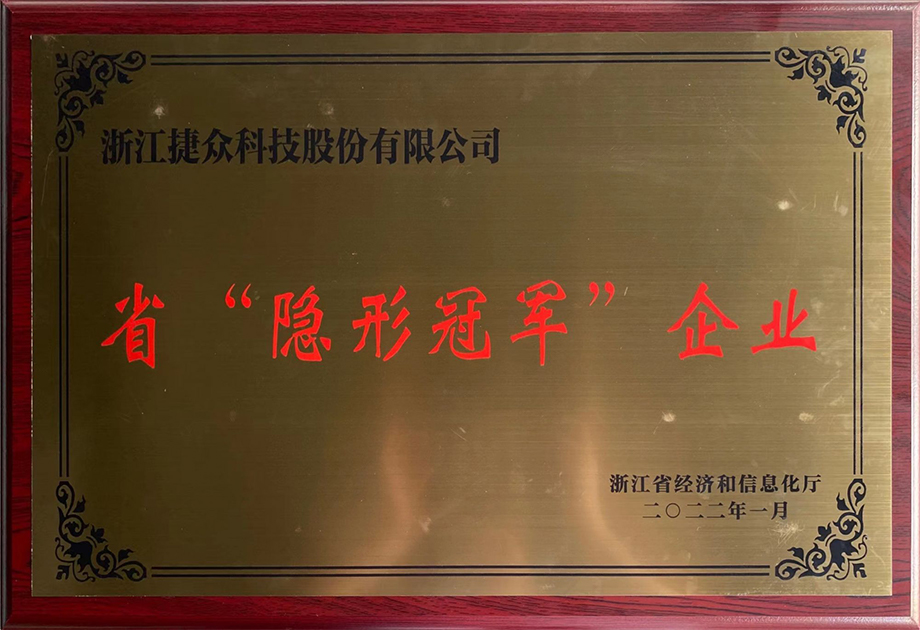 浙江捷众科技股份有限公司
省“隐形冠军”企业
浙江省经济和信息化厅
二〇二二年一月